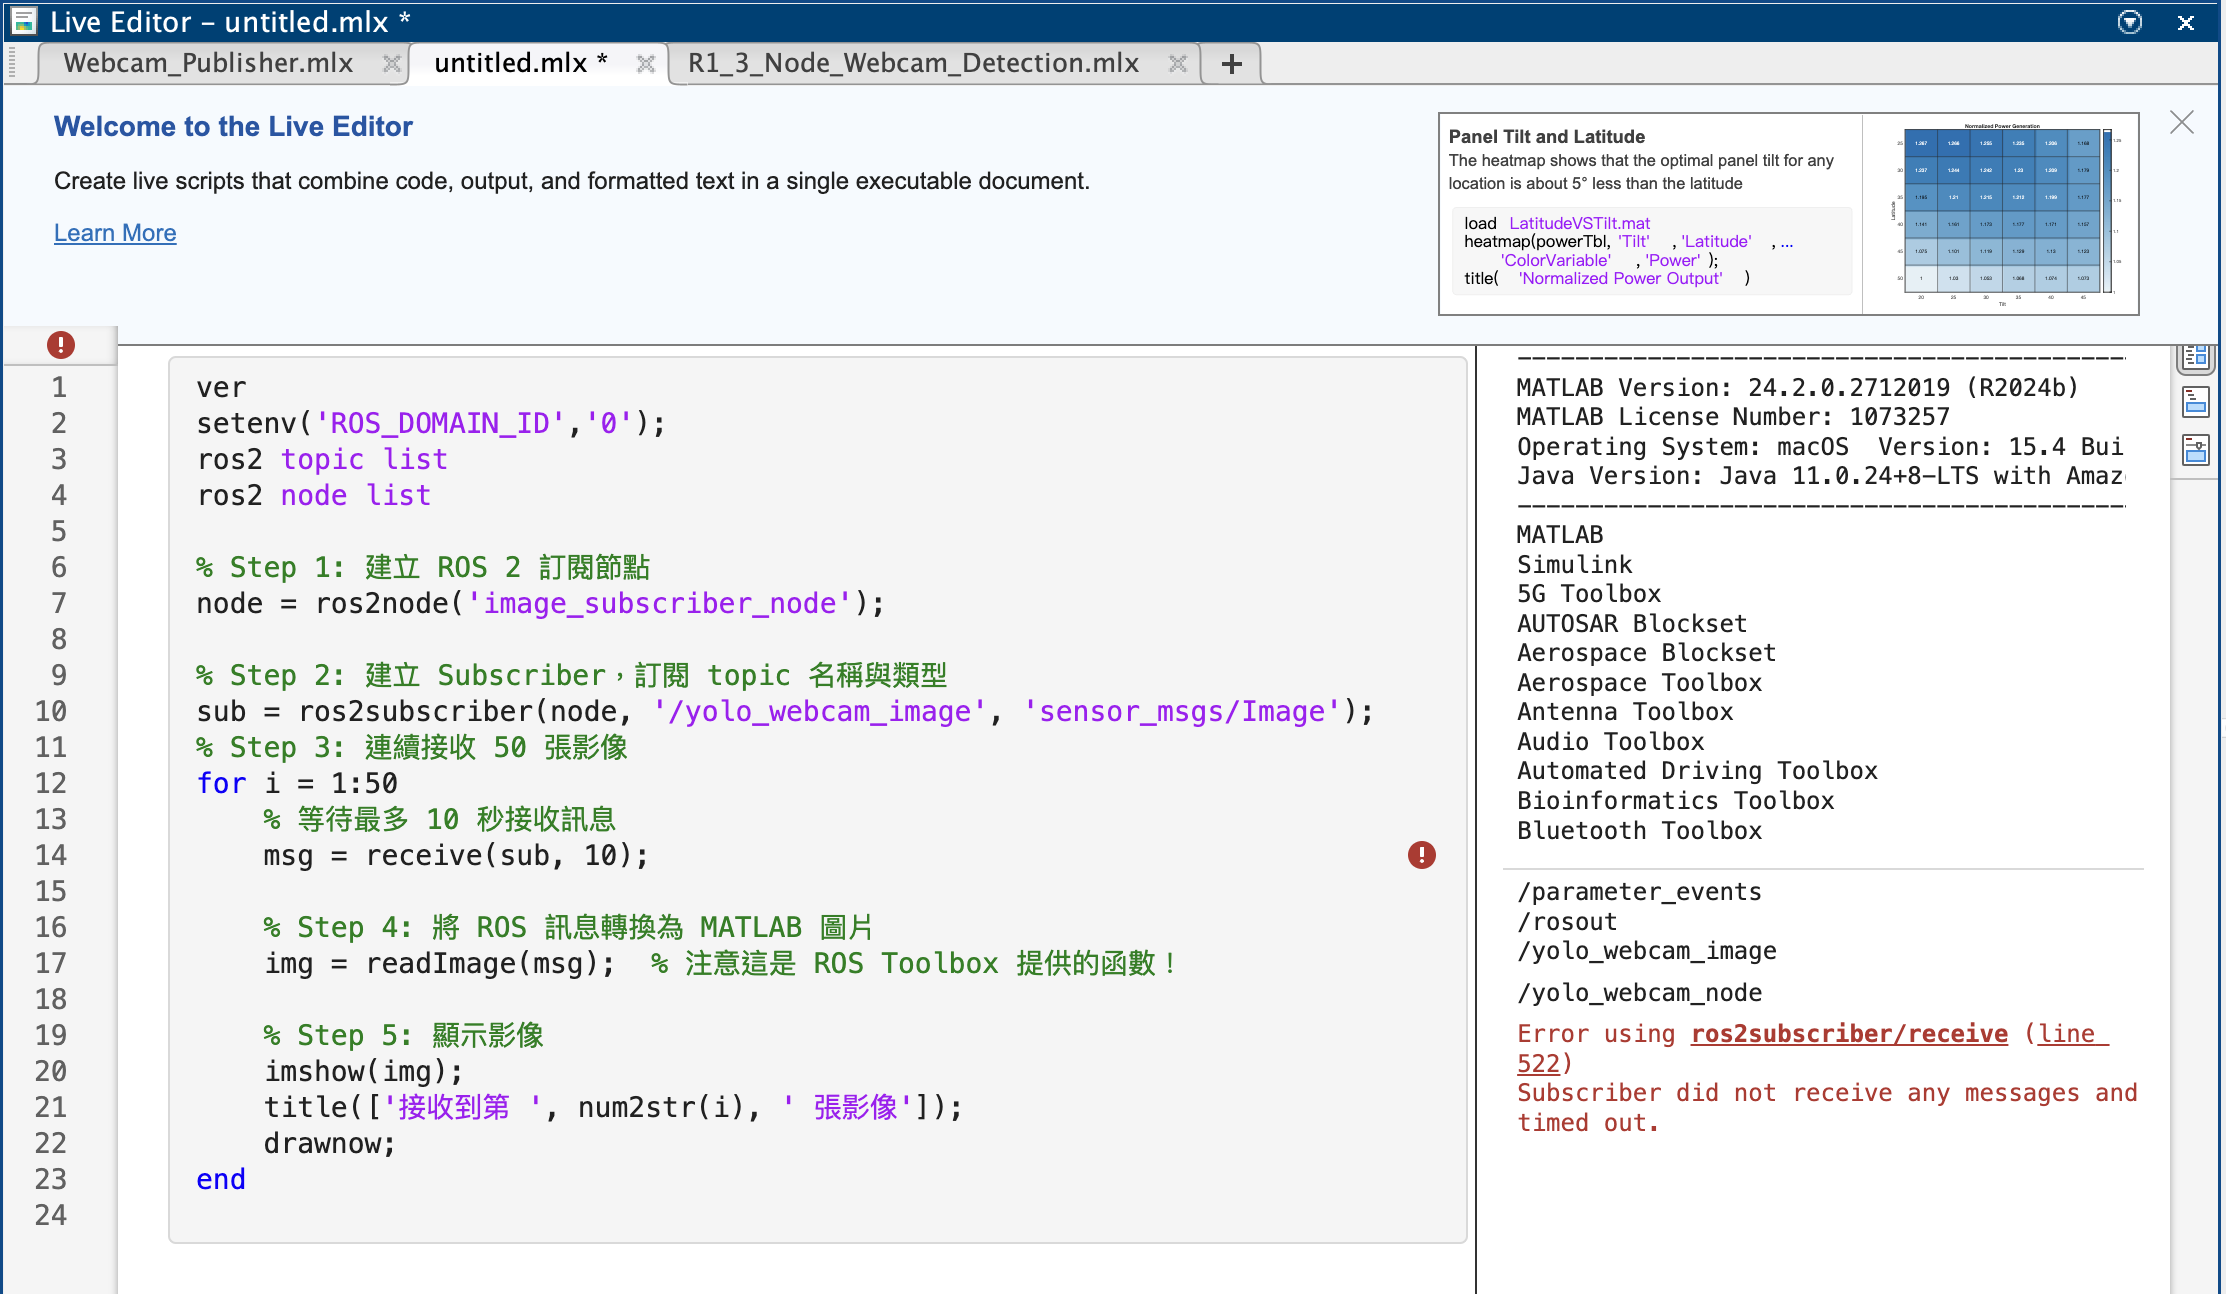 Live Editor – untitled.mlx *
Webcam_Publisher.mlx
untitled.mlx *
R1_3_Node_Webcam_Detection.mlx
+
Welcome to the Live Editor
Create live scripts that combine code, output, and formatted text in a single executable document.
Learn More
Panel Tilt and Latitude
The heatmap shows that the optimal panel tilt for any
location is about 5° less than the latitude
load LatitudeVSTilt.mat
heatmap(powerTbl, 'Tilt' , 'Latitude' , ...
'ColorVariable' , 'Power' );
title( 'Normalized Power Output' )
Normalized Power Generation
Latitude
Tilt
1 ver
2 setenv('ROS_DOMAIN_ID','0');
3 ros2 topic list
4 ros2 node list
5
6 % Step 1: 建立 ROS 2 訂閱節點
7 node = ros2node('image_subscriber_node');
8
9 % Step 2: 建立 Subscriber，訂閱 topic 名稱與類型
10 sub = ros2subscriber(node, '/yolo_webcam_image', 'sensor_msgs/Image');
11 % Step 3: 連續接收 50 張影像
12 for i = 1:50
13 % 等待最多 10 秒接收訊息
14 msg = receive(sub, 10);
15
16 % Step 4: 將 ROS 訊息轉換為 MATLAB 圖片
17 img = readImage(msg); % 注意這是 ROS Toolbox 提供的函數！
18
19 % Step 5: 顯示影像
20 imshow(img);
21 title(['接收到第 ', num2str(i), ' 張影像']);
22 drawnow;
23 end
24
MATLAB Version: 24.2.0.2712019 (R2024b)
MATLAB License Number: 1073257
Operating System: macOS Version: 15.4 Bui
Java Version: Java 11.0.24+8-LTS with Amaz
MATLAB
Simulink
5G Toolbox
AUTOSAR Blockset
Aerospace Blockset
Aerospace Toolbox
Antenna Toolbox
Audio Toolbox
Automated Driving Toolbox
Bioinformatics Toolbox
Bluetooth Toolbox
/parameter_events
/rosout
/yolo_webcam_image
/yolo_webcam_node
Error using ros2subscriber/receive (line
522)
Subscriber did not receive any messages and
timed out.